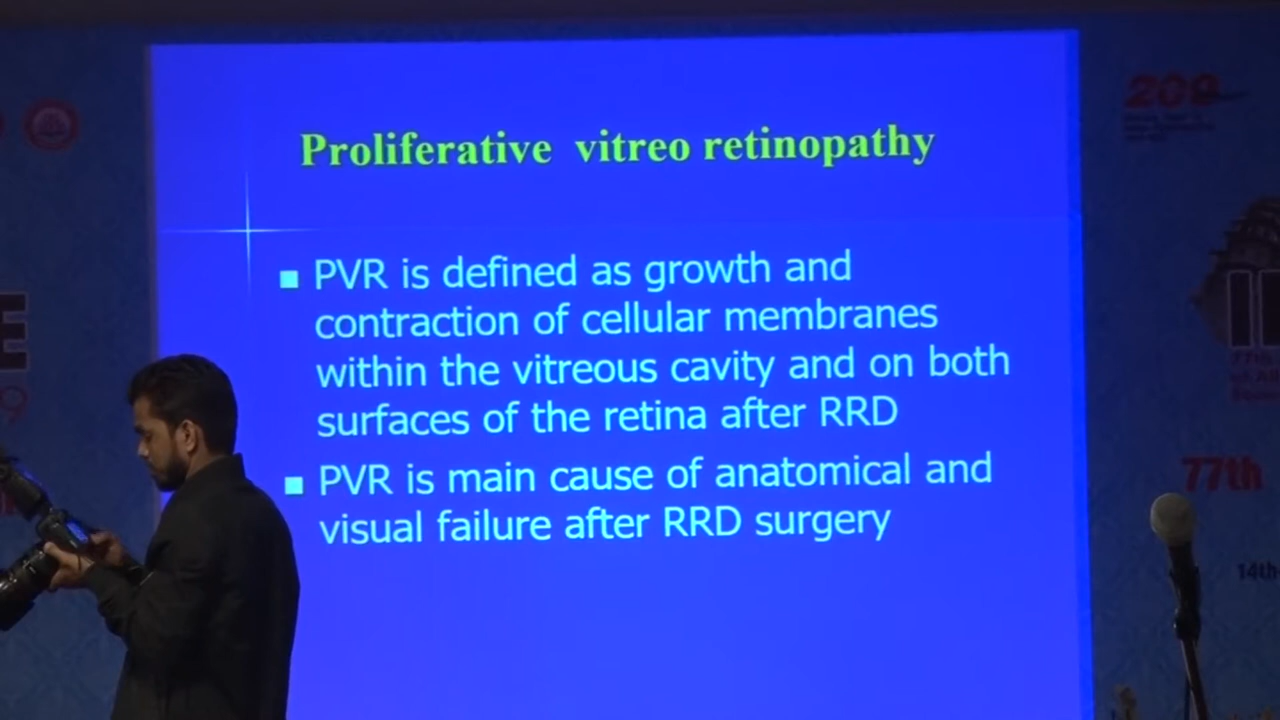 Proliferative vitreo retinopathy
PVR is defined as growth and
contraction of cellular membranes
within the vitreous cavity and on both
surfaces of the retina after RRD
PVR is main cause of anatomical and
visual failure after RRD surgery
E
9
77th
14th